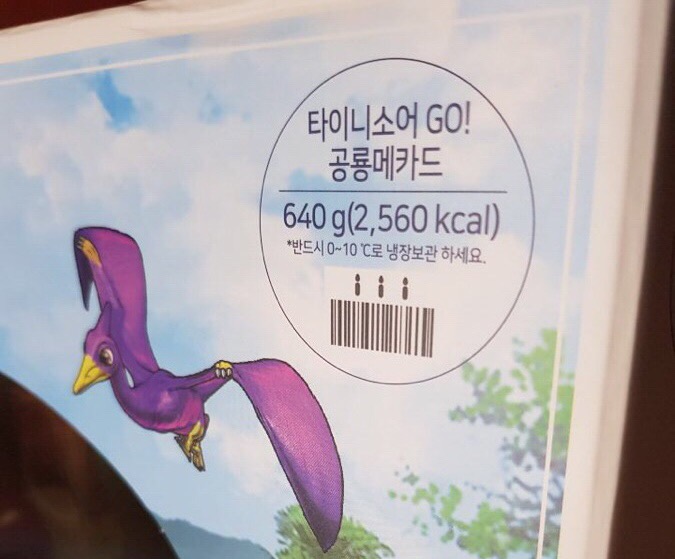 타이니소어 GO!
공룡메카드
640 g(2,560 kcal)
*반드시 0~10 ℃로 냉장보관 하세요.